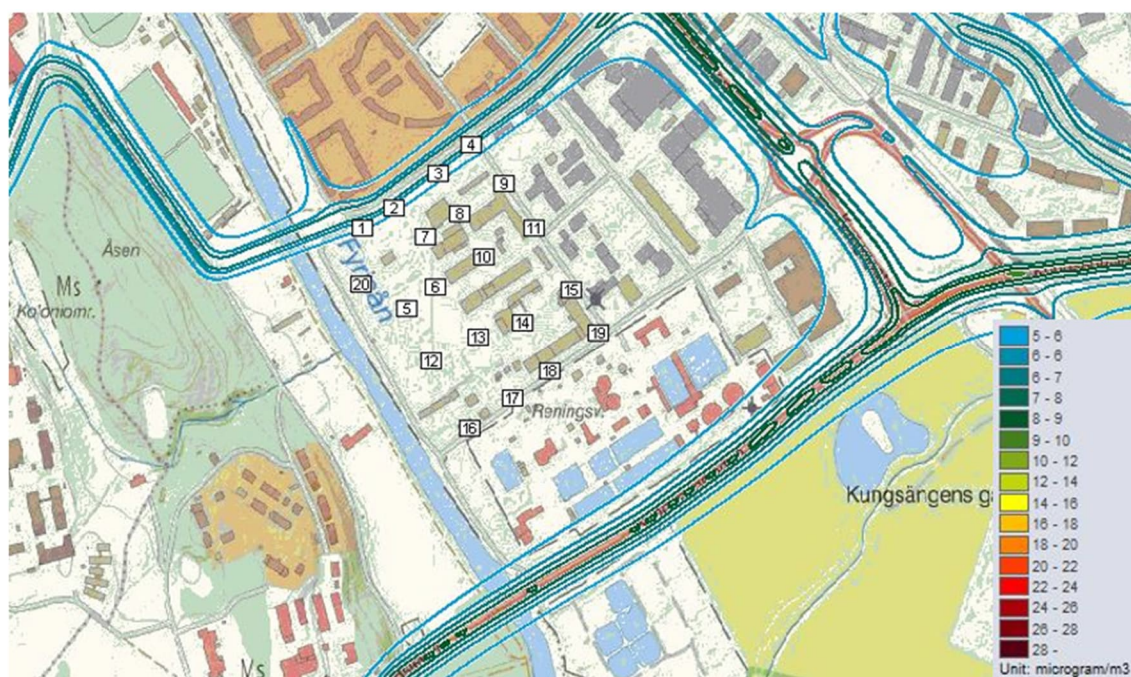 4
3
9
2
8
1
11
7
10
Åsen
Fyrisån
20
6
15
Ms
Koloniomr.
5
14
19
13
12
18
17
Reningsv.
16
Kungsängens gå
Ms
5 - 6
6 - 6
6 - 7
7 - 8
8 - 9
9 - 10
10 - 12
12 - 14
14 - 16
16 - 18
18 - 20
20 - 22
22 - 24
24 - 26
26 - 28
28 -
Unit: microgram/m3